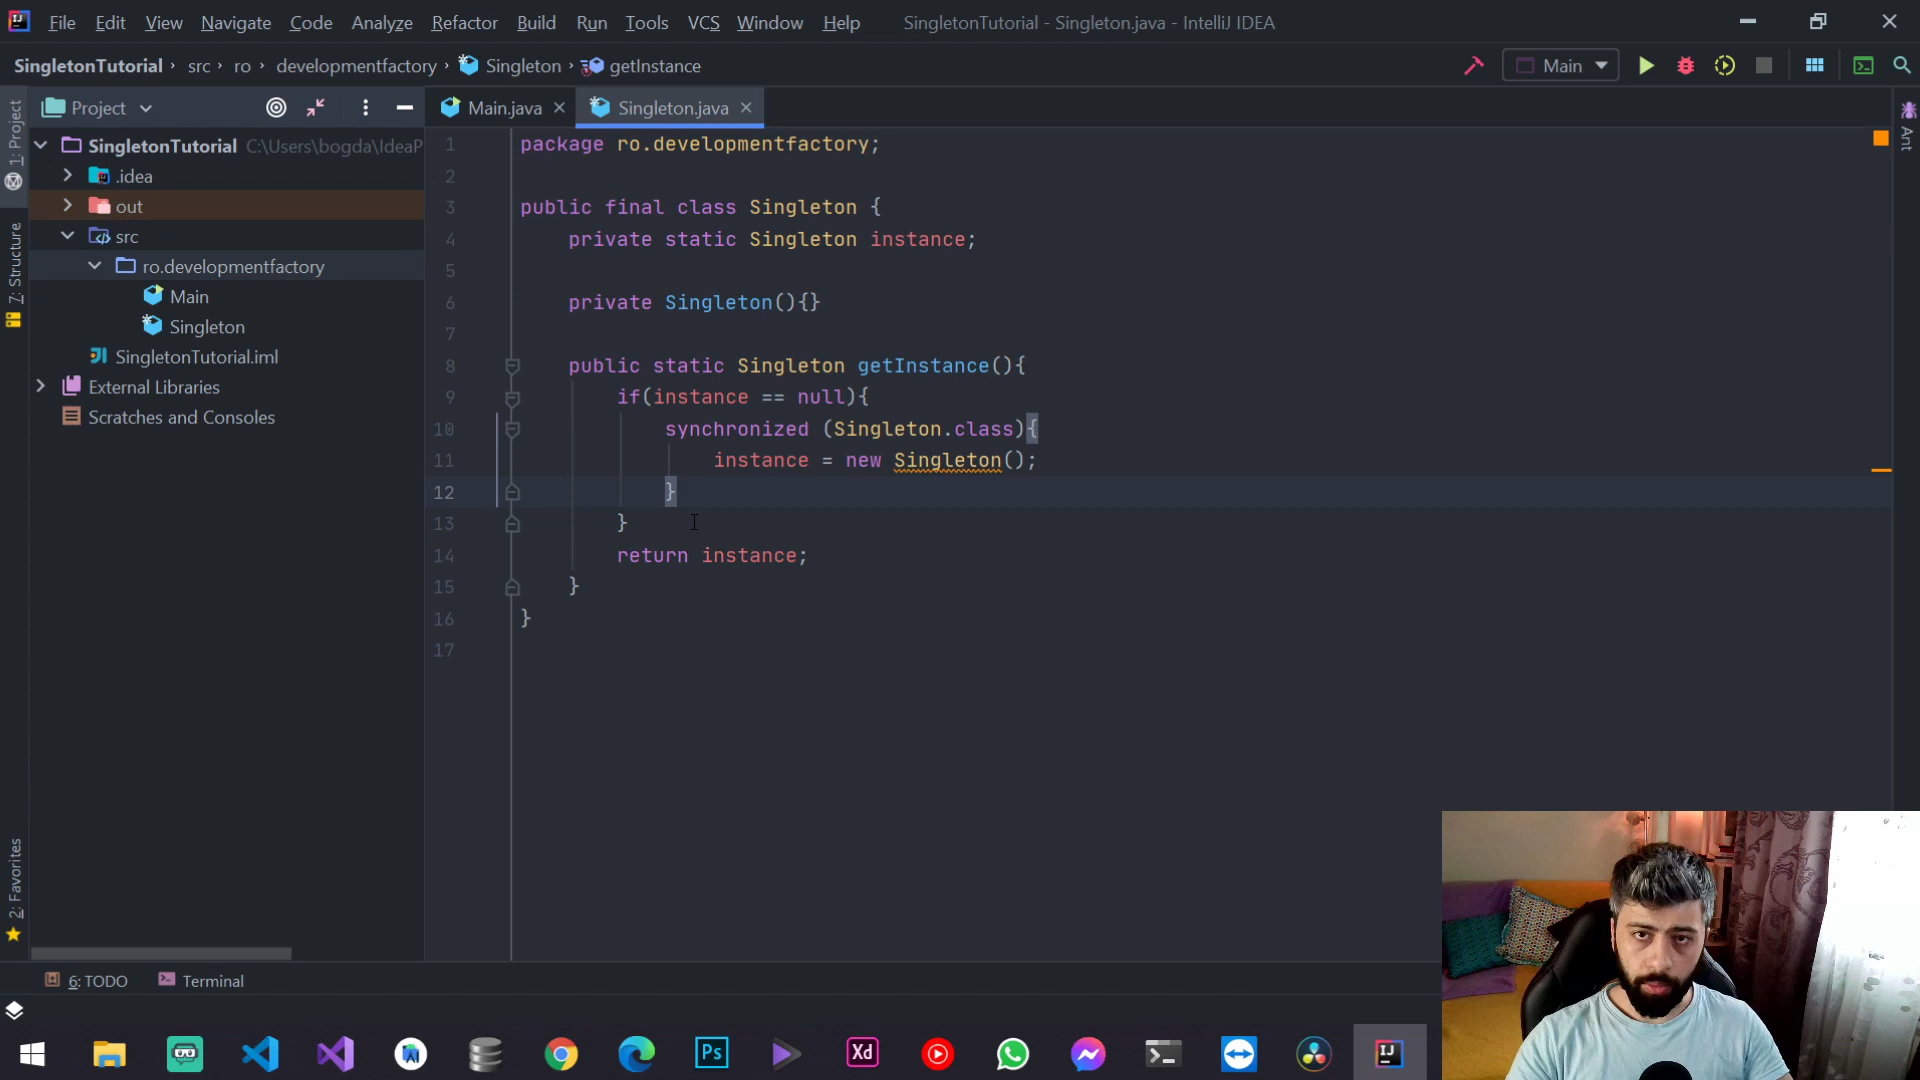 File Edit View Navigate Code Analyze Refactor Build Run Tools VCS Window Help SingletonTutorial - Singleton.java - IntelliJ IDEA
SingletonTutorial › src › ro › developmentfactory › Singleton › getInstance
Main
1: Project
7: Structure
2: Favorites
Project
SingletonTutorial C:\Users\bogda\IdeaP
.idea
out
src
ro.developmentfactory
Main
Singleton
SingletonTutorial.iml
External Libraries
Scratches and Consoles
Main.java Singleton.java
1 package ro.developmentfactory;
2
3 public final class Singleton {
4 private static Singleton instance;
5
6 private Singleton(){}
7
8 public static Singleton getInstance(){
9 if(instance == null){
10 synchronized (Singleton.class){
11 instance = new Singleton();
12 }
13 }
14 return instance;
15 }
16 }
17
Ant
6: TODO Terminal
AI
Ps
Xd
IJ